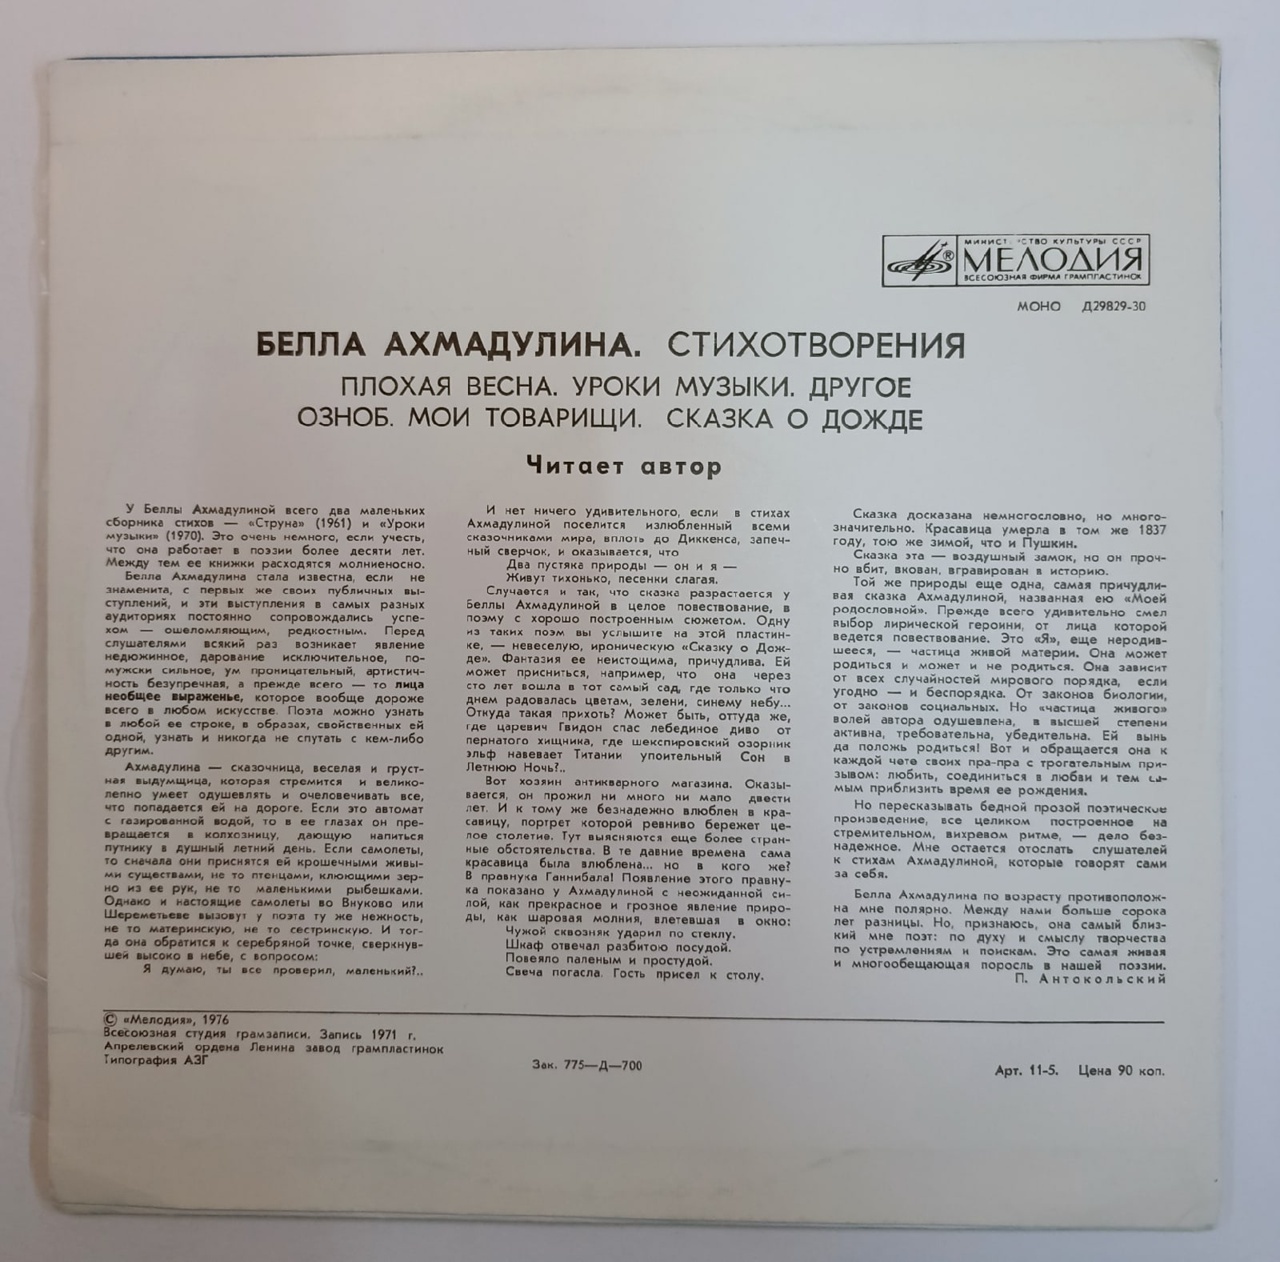 МИНИСТЕРСТВО КУЛЬТУРЫ СССР
МЕЛОДИЯ
ВСЕСОЮЗНАЯ ФИРМА ГРАМПЛАСТИНОК
МОНО Д29829-30
БЕЛЛА АХМАДУЛИНА. СТИХОТВОРЕНИЯ
ПЛОХАЯ ВЕСНА. УРОКИ МУЗЫКИ. ДРУГОЕ
ОЗНОБ. МОИ ТОВАРИЩИ. СКАЗКА О ДОЖДЕ
Читает автор
У Беллы Ахмадулиной всего два маленьких
сборника стихов — «Струна» (1961) и «Уроки
музыки» (1970). Это очень немного, если учесть,
что она работает в поэзии более десяти лет.
Между тем ее книжки расходятся молниеносно.
Белла Ахмадулина стала известна, если не
знаменита, с первых же своих публичных вы-
ступлений, и эти выступления в самых разных
аудиториях постоянно сопровождались успе-
хом — ошеломляющим, редкостным. Перед
слушателями всякий раз возникает явление
недюжинное, дарование исключительное, по-
мужски сильное, ум проницательный, артистич-
ность безупречная, а прежде всего — то лица
необщее выраженье, которое вообще дороже
всего в любом искусстве. Поэта можно узнать
в любой ее строке, в образах, свойственных ей
одной, узнать и никогда не спутать с кем-либо
другим.
Ахмадулина — сказочница, веселая и груст-
ная выдумщица, которая стремится и велико-
лепно умеет одушевлять и очеловечивать все,
что попадается ей на дороге. Если это автомат
с газированной водой, то в ее глазах он пре-
вращается в колхозницу, дающую напиться
путнику в душный летний день. Если самолеты,
то сначала они приснятся ей крошечными живы-
ми существами, не то птенцами, клюющими зер-
но из ее рук, не то маленькими рыбешками.
Однако и настоящие самолеты во Внуково или
Шереметьеве вызовут у поэта ту же нежность,
не то материнскую, не то сестринскую. И тог-
да она обратится к серебряной точке, сверкнув-
шей высоко в небе, с вопросом:
Я думаю, ты все проверил, маленький?..
И нет ничего удивительного, если в стихах
Ахмадулиной поселится излюбленный всеми
сказочниками мира, вплоть до Диккенса, запеч-
ный сверчок, и оказывается, что
Два пустяка природы — он и я —
Живут тихонько, песенки слагая.
Случается и так, что сказка разрастается у
Беллы Ахмадулиной в целое повествование, в
поэму с хорошо построенным сюжетом. Одну
из таких поэм вы услышите на этой пластин-
ке, — невеселую, ироническую «Сказку о Дож-
де». Фантазия ее неистощима, причудлива. Ей
может присниться, например, что она через
сто лет вошла в тот самый сад, где только что
днем радовалась цветам, зелени, синему небу...
Откуда такая прихоть? Может быть, оттуда же,
где царевич Гвидон спас лебединое диво от
пернатого хищника, где шекспировский озорник
эльф навевает Титании упоительный Сон в
Летнюю Ночь?..
Вот хозяин антикварного магазина. Оказы-
вается, он прожил ни много ни мало двести
лет. И к тому же безнадежно влюблен в кра-
савицу, портрет которой ревниво бережет це-
лое столетие. Тут выясняются еще более стран-
ные обстоятельства. В те давние времена сама
красавица была влюблена... но в кого же?
В правнука Ганнибала! Появление этого правну-
ка показано у Ахмадулиной с неожиданной си-
лой, как прекрасное и грозное явление приро-
ды, как шаровая молния, влетевшая в окно:
Чужой сквозняк ударил по стеклу.
Шкаф отвечал разбитою посудой.
Повеяло паленым и простудой.
Свеча погасла. Гость присел к столу.
Сказка досказана немногословно, но много-
значительно. Красавица умерла в том же 1837
году, тою же зимой, что и Пушкин.
Сказка эта — воздушный замок, но он проч-
но вбит, вкован, вгравирован в историю.
Той же природы еще одна, самая причудли-
вая сказка Ахмадулиной, названная ею «Моей
родословной». Прежде всего удивительно смел
выбор лирической героини, от лица которой
ведется повествование. Это «Я», еще неродив-
шееся, — частица живой материи. Она может
родиться и может и не родиться. Она зависит
от всех случайностей мирового порядка, если
угодно — и беспорядка. От законов биологии,
от законов социальных. Но «частица живого»
волей автора одушевлена, в высшей степени
активна, требовательна, убедительна. Ей вынь
да положь родиться! Вот и обращается она к
каждой чете своих пра-пра с трогательным при-
зывом: любить, соединиться в любви и тем са-
мым приблизить время ее рождения.
Но пересказывать бедной прозой поэтическое
произведение, все целиком построенное на
стремительном, вихревом ритме, — дело без-
надежное. Мне остается отослать слушателей
к стихам Ахмадулиной, которые говорят сами
за себя.
Белла Ахмадулина по возрасту противополож-
на мне полярно. Между нами больше сорока
лет разницы. Но, признаюсь, она самый близ-
кий мне поэт: по духу и смыслу творчества
по устремлениям и поискам. Это самая живая
и многообещающая поросль в нашей поэзии.
П. Антокольский
© «Мелодия», 1976
Всесоюзная студия грамзаписи. Запись 1971 г.
Апрелевский ордена Ленина завод грампластинок
Типография АЗГ
Зак. 775—Д—700
Арт. 11-5. Цена 90 коп.